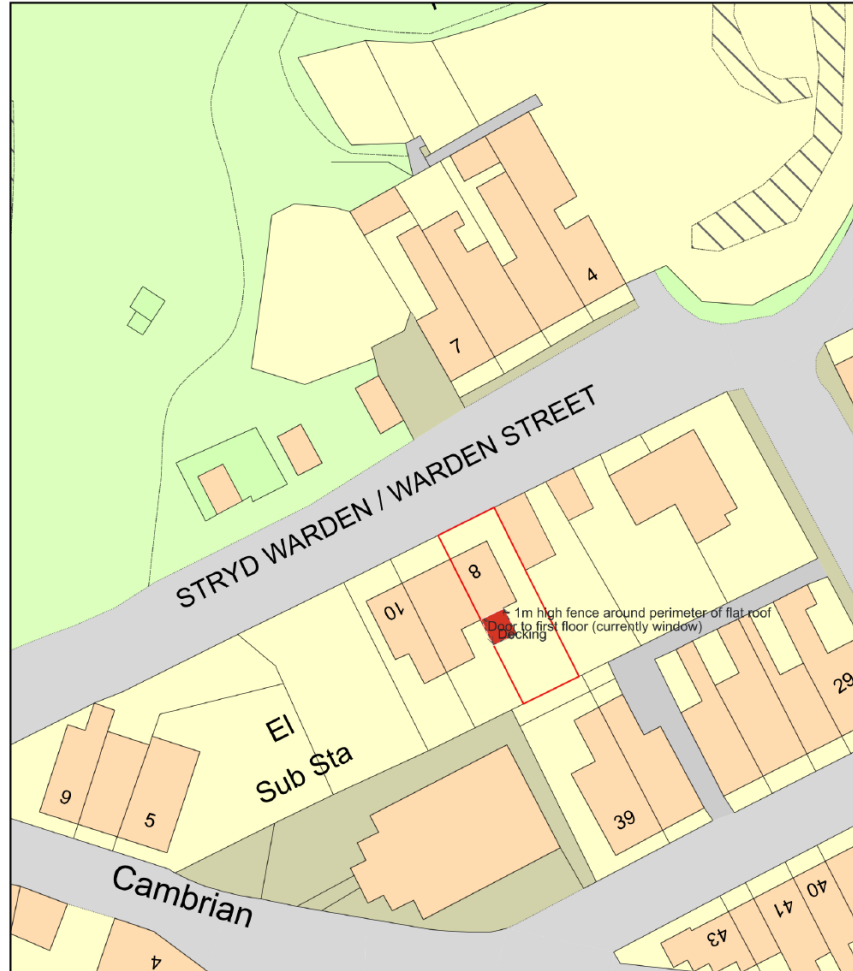 4
7
STRYD WARDEN / WARDEN STREET
8
10
1m high fence around perimeter of flat roof
Door to first floor (currently window)
Decking
29
El
Sub Sta
9
5
39
Cambrian
40
41
43
4